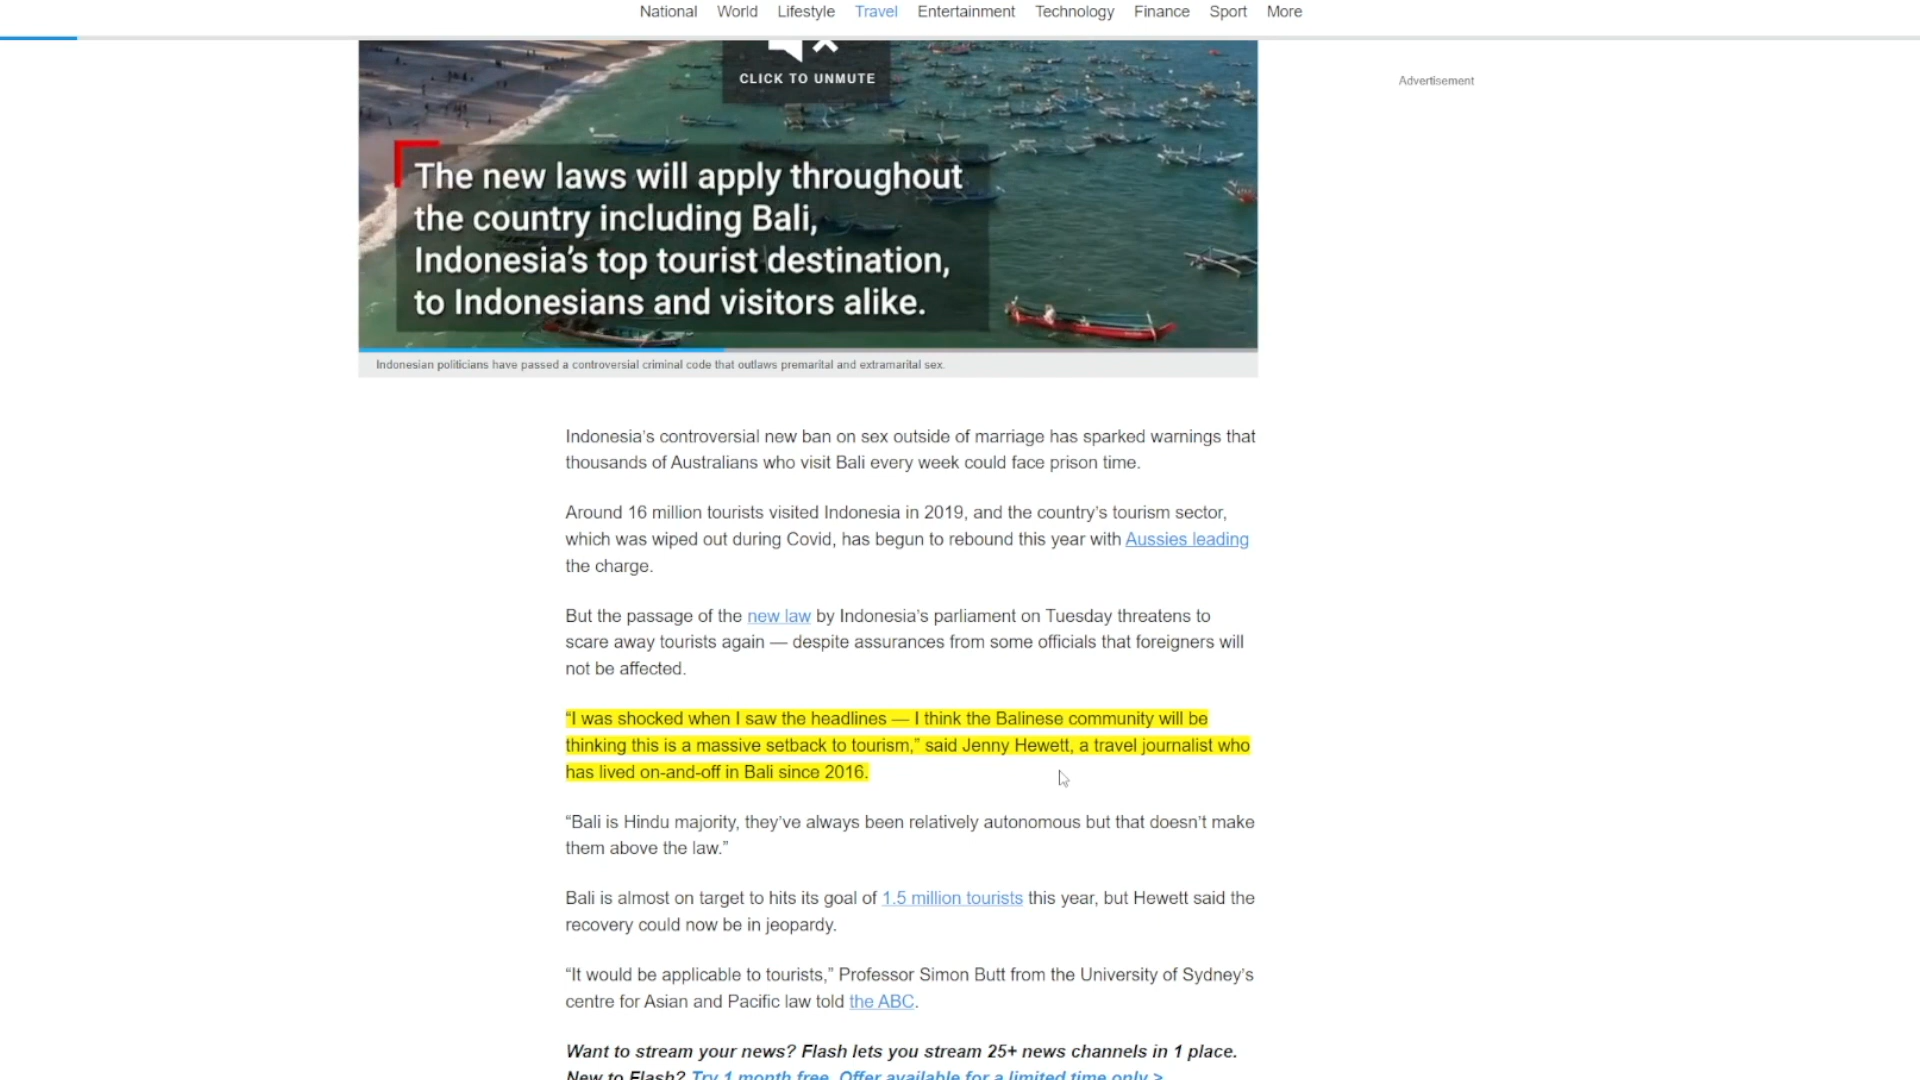 National World Lifestyle Travel Entertainment Technology Finance Sport More
CLICK TO UNMUTE
Advertisement
The new laws will apply throughout
the country including Bali,
Indonesia's top tourist destination,
to Indonesians and visitors alike.
Indonesian politicians have passed a controversial criminal code that outlaws premarital and extramarital sex.
Indonesia's controversial new ban on sex outside of marriage has sparked warnings that
thousands of Australians who visit Bali every week could face prison time.
Around 16 million tourists visited Indonesia in 2019, and the country's tourism sector,
which was wiped out during Covid, has begun to rebound this year with Aussies leading
the charge.
But the passage of the new law by Indonesia's parliament on Tuesday threatens to
scare away tourists again — despite assurances from some officials that foreigners will
not be affected.
“I was shocked when I saw the headlines — I think the Balinese community will be
thinking this is a massive setback to tourism,” said Jenny Hewett, a travel journalist who
has lived on-and-off in Bali since 2016.
“Bali is Hindu majority, they’ve always been relatively autonomous but that doesn’t make
them above the law.”
Bali is almost on target to hits its goal of 1.5 million tourists this year, but Hewett said the
recovery could now be in jeopardy.
“It would be applicable to tourists,” Professor Simon Butt from the University of Sydney’s
centre for Asian and Pacific law told the ABC.
Want to stream your news? Flash lets you stream 25+ news channels in 1 place.
New to Flash? Try 1 month free. Offer available for a limited time only >